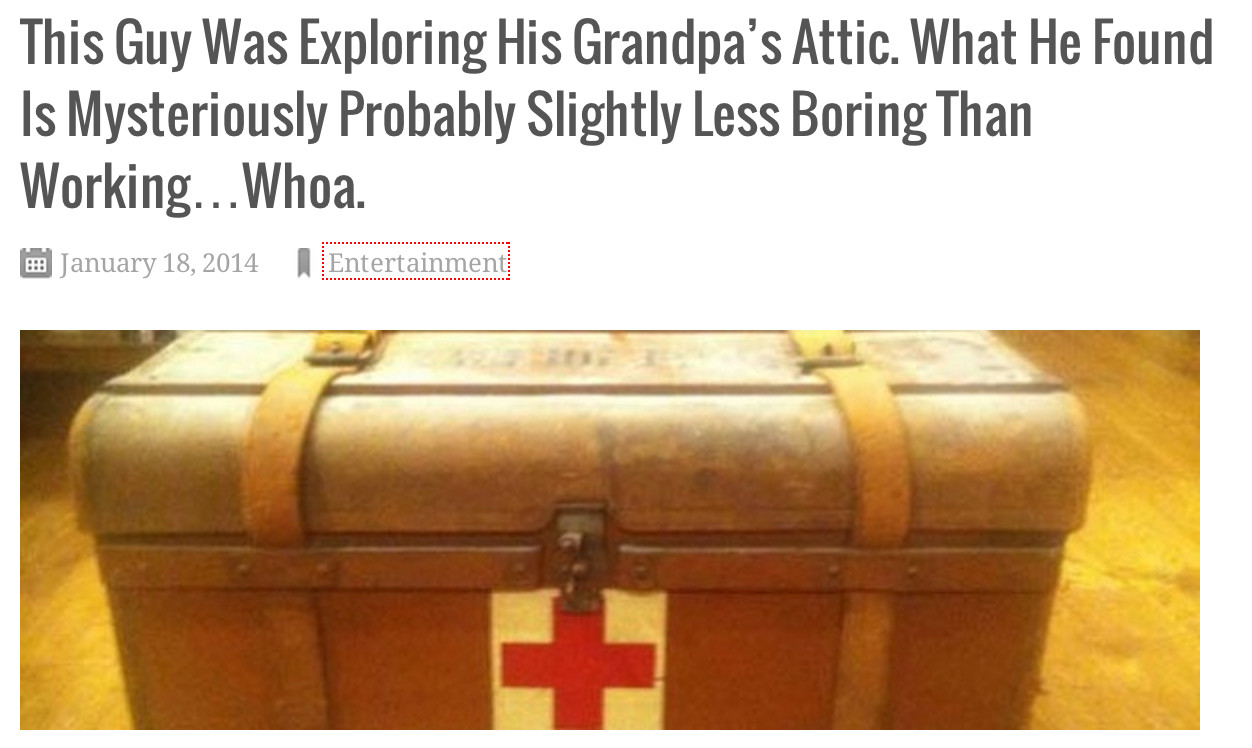 This Guy Was Exploring His Grandpa’s Attic. What He Found
Is Mysteriously Probably Slightly Less Boring Than
Working…Whoa.
January 18, 2014 Entertainment